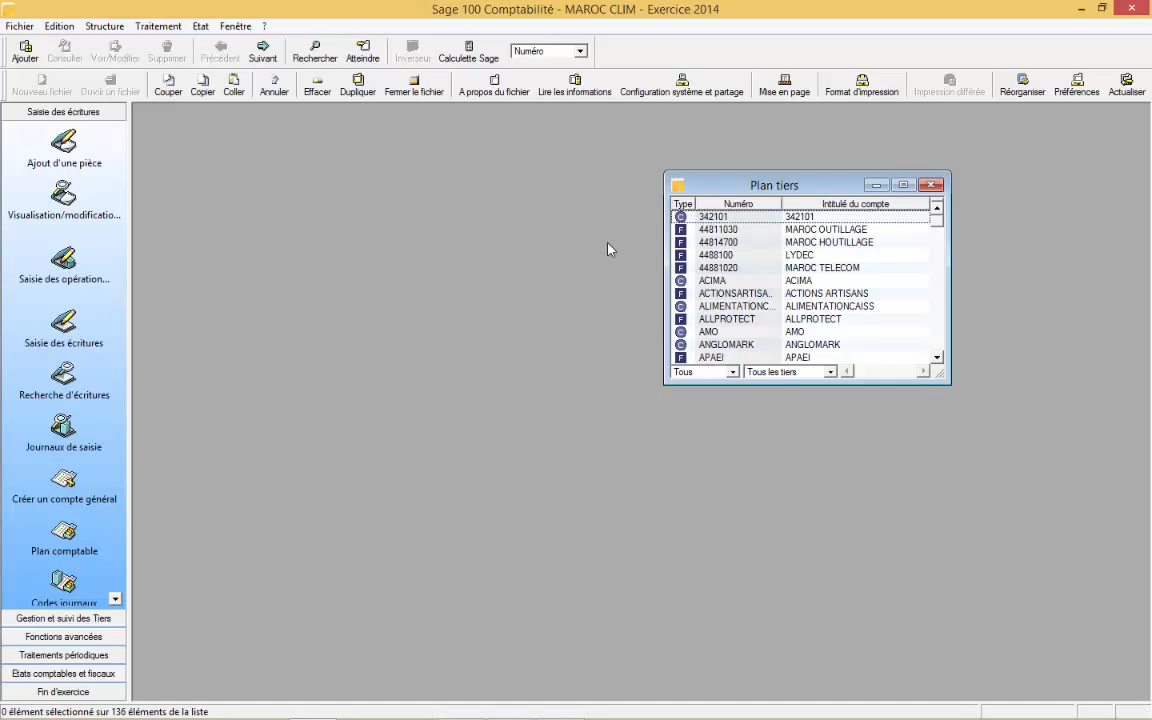 Sage 100 Comptabilité - MAROC CLIM - Exercice 2014
Fichier Edition Structure Traitement Etat Fenêtre ?
Ajouter Consulter Voir/Modifier Supprimer Précédent Suivant Rechercher Atteindre Inverseur Calculette Sage Numéro
Nouveau fichier Ouvrir un fichier Couper Copier Coller Annuler Effacer Dupliquer Fermer le fichier A propos du fichier Lire les informations Configuration système et partage Mise en page Format d'impression Impression différée Réorganiser Préférences Actualiser
Saisie des écritures
Ajout d'une pièce
Visualisation/modificatio...
Saisie des opération...
Saisie des écritures
Recherche d'écritures
Journaux de saisie
Créer un compte général
Plan comptable
Codes journaux
Gestion et suivi des Tiers
Fonctions avancées
Traitements périodiques
Etats comptables et fiscaux
Fin d'exercice
Plan tiers
Type Numéro Intitulé du compte
C 342101 342101
F 44811030 MAROC OUTILLAGE
F 44814700 MAROC HOUTILLAGE
F 4488100 LYDEC
F 44881020 MAROC TELECOM
C ACIMA ACIMA
F ACTIONSARTISA.. ACTIONS ARTISANS
C ALIMENTATIONC... ALIMENTATIONCAISS
F ALLPROTECT ALLPROTECT
C AMO AMO
C ANGLOMARK ANGLOMARK
F APAEI APAEI
Tous Tous les tiers
0 élément sélectionné sur 136 éléments de la liste